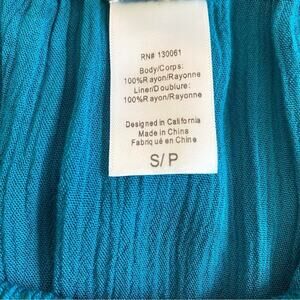 RN# 130061
Body/Corps:
100%Rayon/Rayonne
Liner/Doublure:
100%Rayon/Rayonne
Designed in California
Made in China
Fabriqué en Chine
S/ P